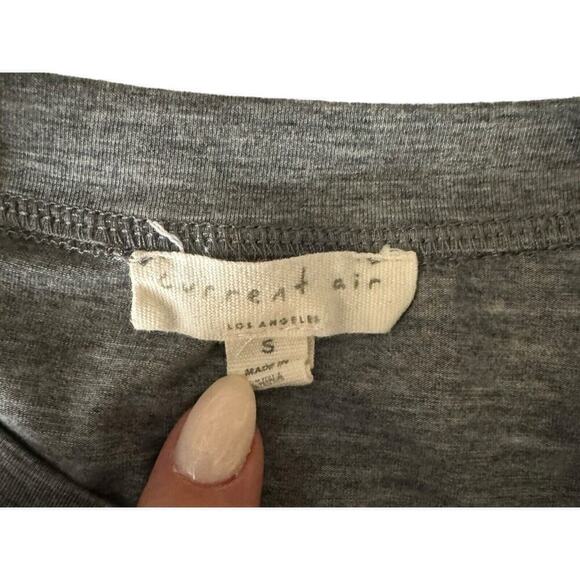 current air
LOS ANGELES
S
MADE IN
CHINA